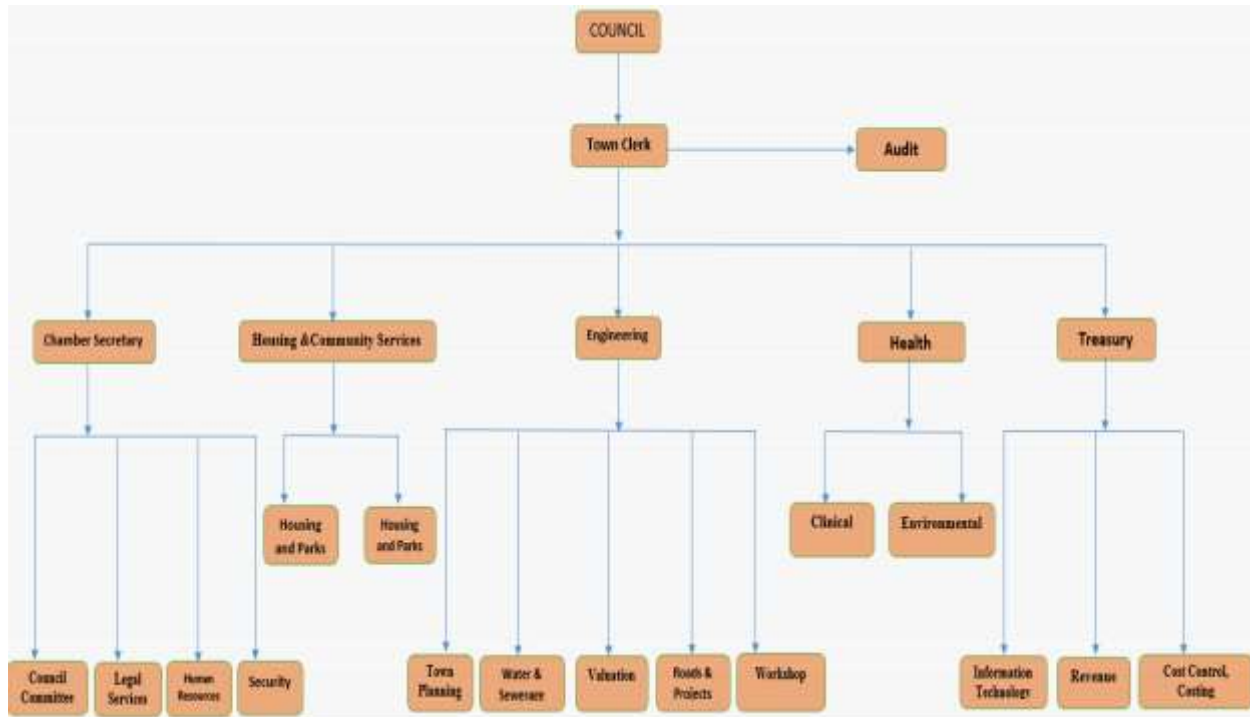 COUNCIL
Town Clerk
Audit
Chamber Secretary
Housing &Community Services
Engineering
Health
Treasury
Housing
and Parks
Housing
and Parks
Clinical
Environmental
Council
Committee
Legal
Services
Human
Resources
Security
Town
Planning
Water &
Valuation
Roads &
Projects
Workshop
Information
Technology
Revenue
Cost Control,
Costing